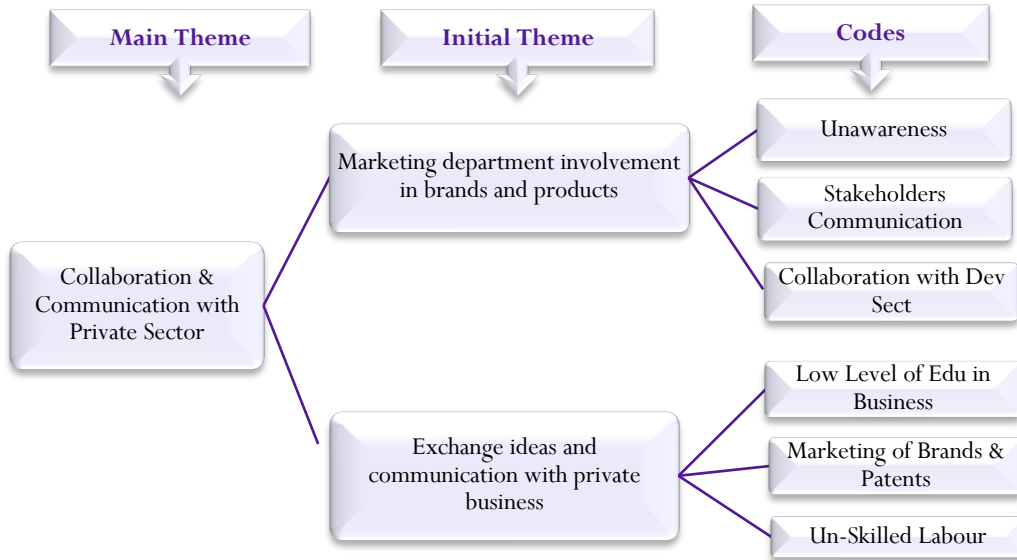 Main Theme
Initial Theme
Codes
Collaboration &
Communication with
Private Sector
Marketing department involvement
in brands and products
Unawareness
Stakeholders
Communication
Collaboration with Dev
Sect
Exchange ideas and
communication with private
business
Low Level of Edu in
Business
Marketing of Brands &
Patents
Un-Skilled Labour